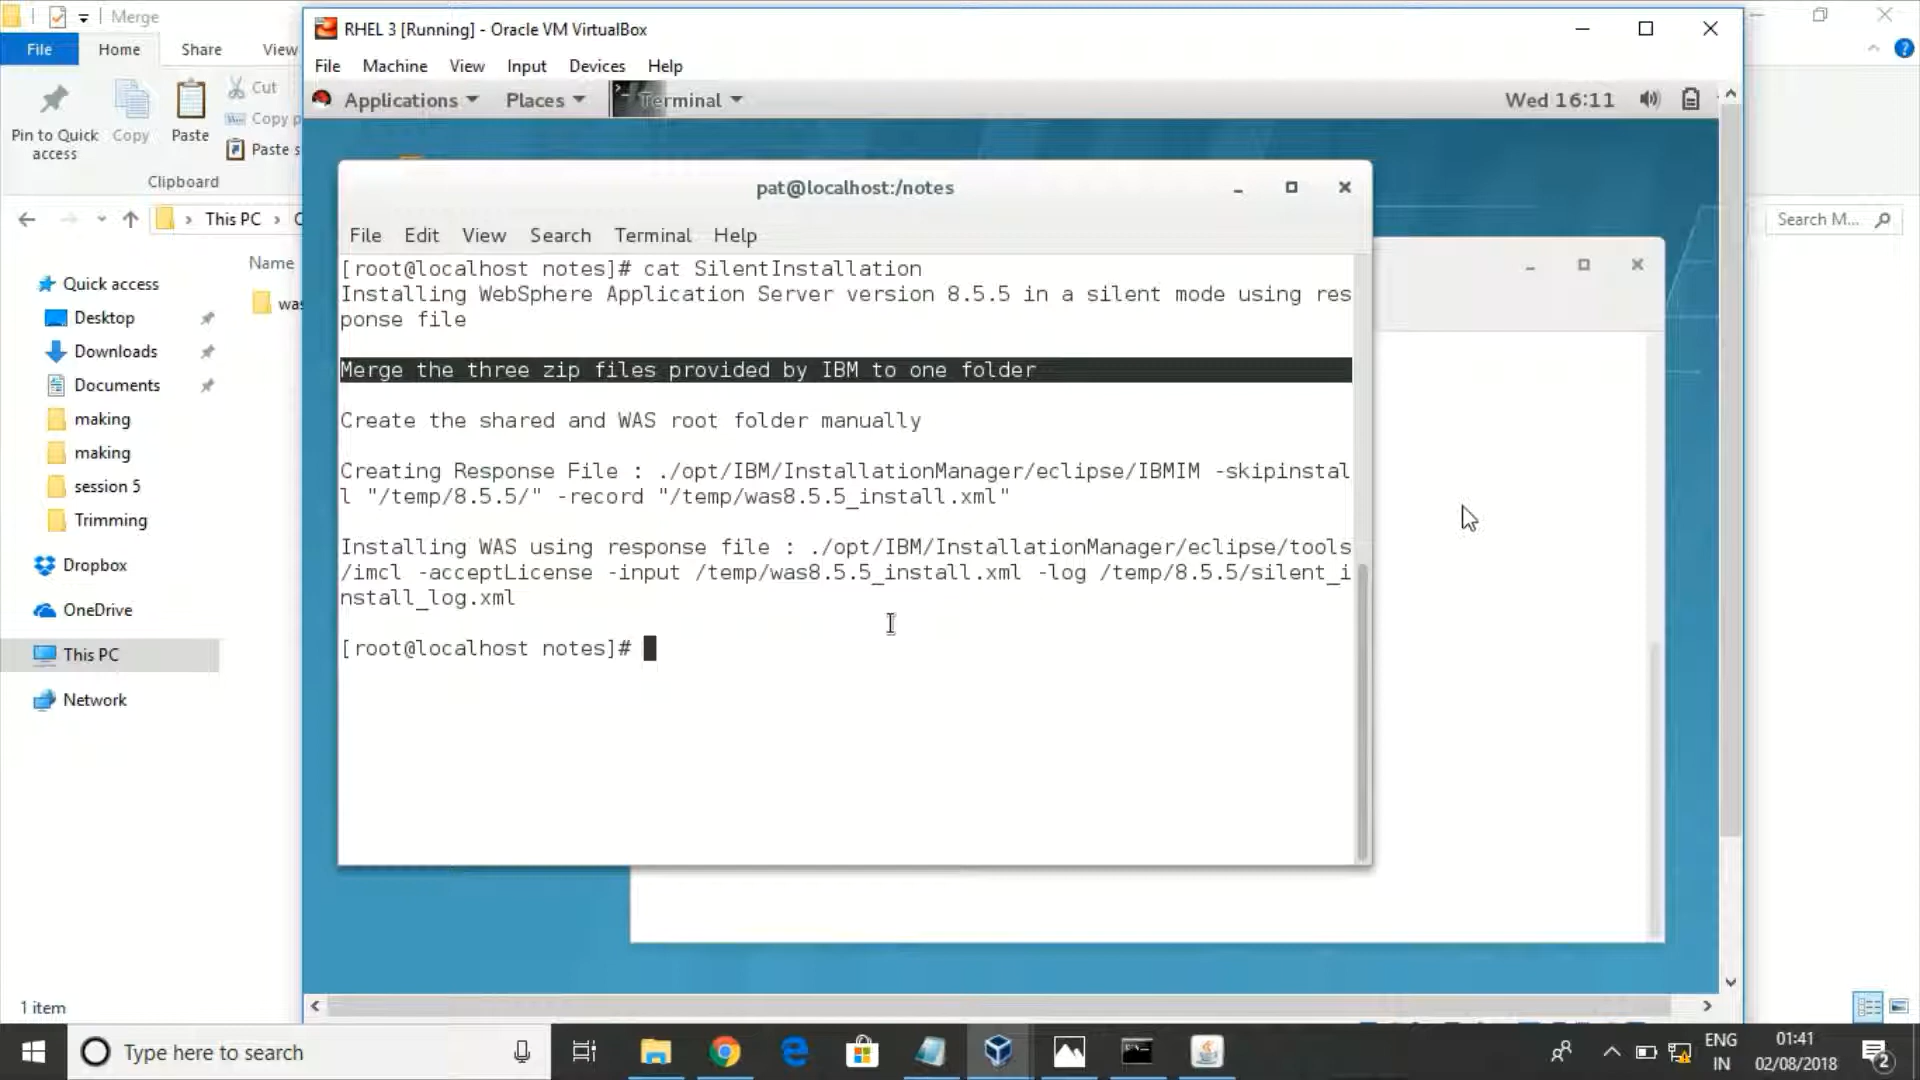 Merge
RHEL 3 [Running] - Oracle VM VirtualBox
File Home Share View
File Machine View Input Devices Help
Applications Places Terminal Wed 16:11
Cut
Copy p
Paste s
Pin to Quick access
Copy
Paste
Clipboard
This PC
Search M...
Name
was
Quick access
Desktop
Downloads
Documents
making
making
session 5
Trimming
Dropbox
OneDrive
This PC
Network
1 item
pat@localhost:/notes
File Edit View Search Terminal Help
[root@localhost notes]# cat SilentInstallation
Installing WebSphere Application Server version 8.5.5 in a silent mode using res
ponse file
Merge the three zip files provided by IBM to one folder
Create the shared and WAS root folder manually
Creating Response File : ./opt/IBM/InstallationManager/eclipse/IBMIM -skipinstal
l "/temp/8.5.5/" -record "/temp/was8.5.5_install.xml"
Installing WAS using response file : ./opt/IBM/InstallationManager/eclipse/tools
/imcl -acceptLicense -input /temp/was8.5.5_install.xml -log /temp/8.5.5/silent_i
nstall_log.xml
[root@localhost notes]#
Type here to search
ENG
IN
01:41
02/08/2018
2